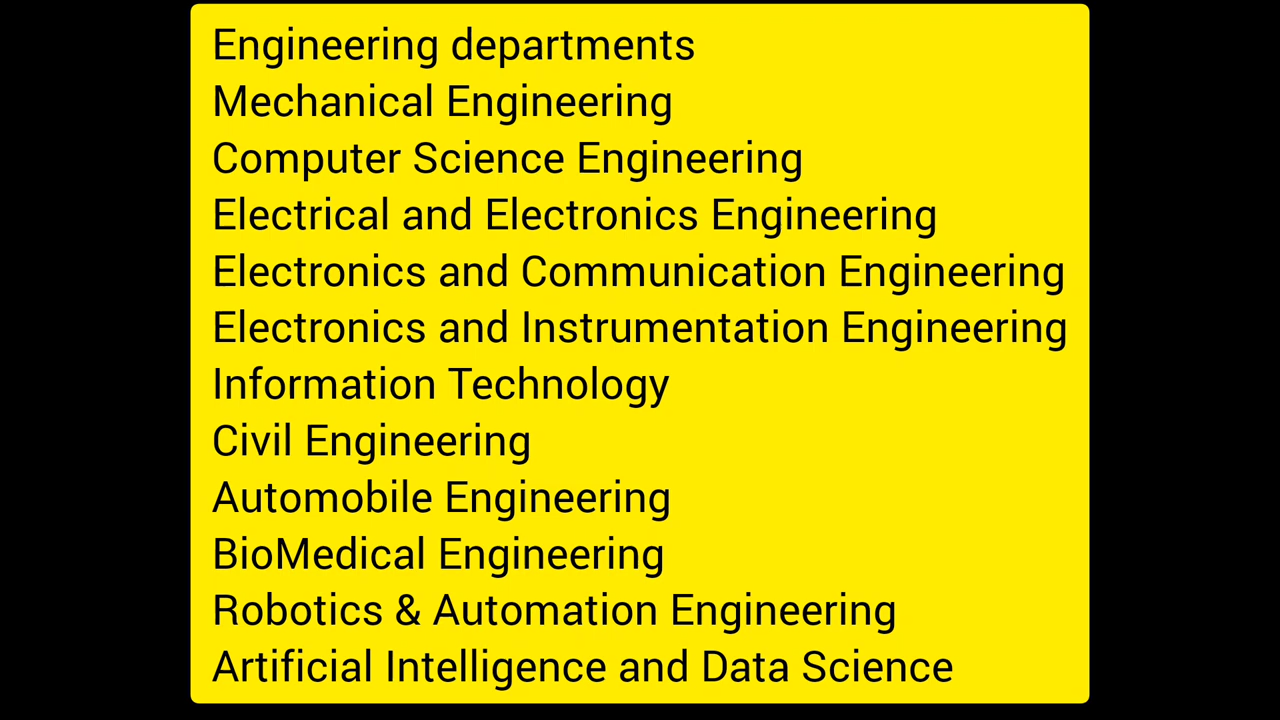 Engineering departments
Mechanical Engineering
Computer Science Engineering
Electrical and Electronics Engineering
Electronics and Communication Engineering
Electronics and Instrumentation Engineering
Information Technology
Civil Engineering
Automobile Engineering
BioMedical Engineering
Robotics & Automation Engineering
Artificial Intelligence and Data Science